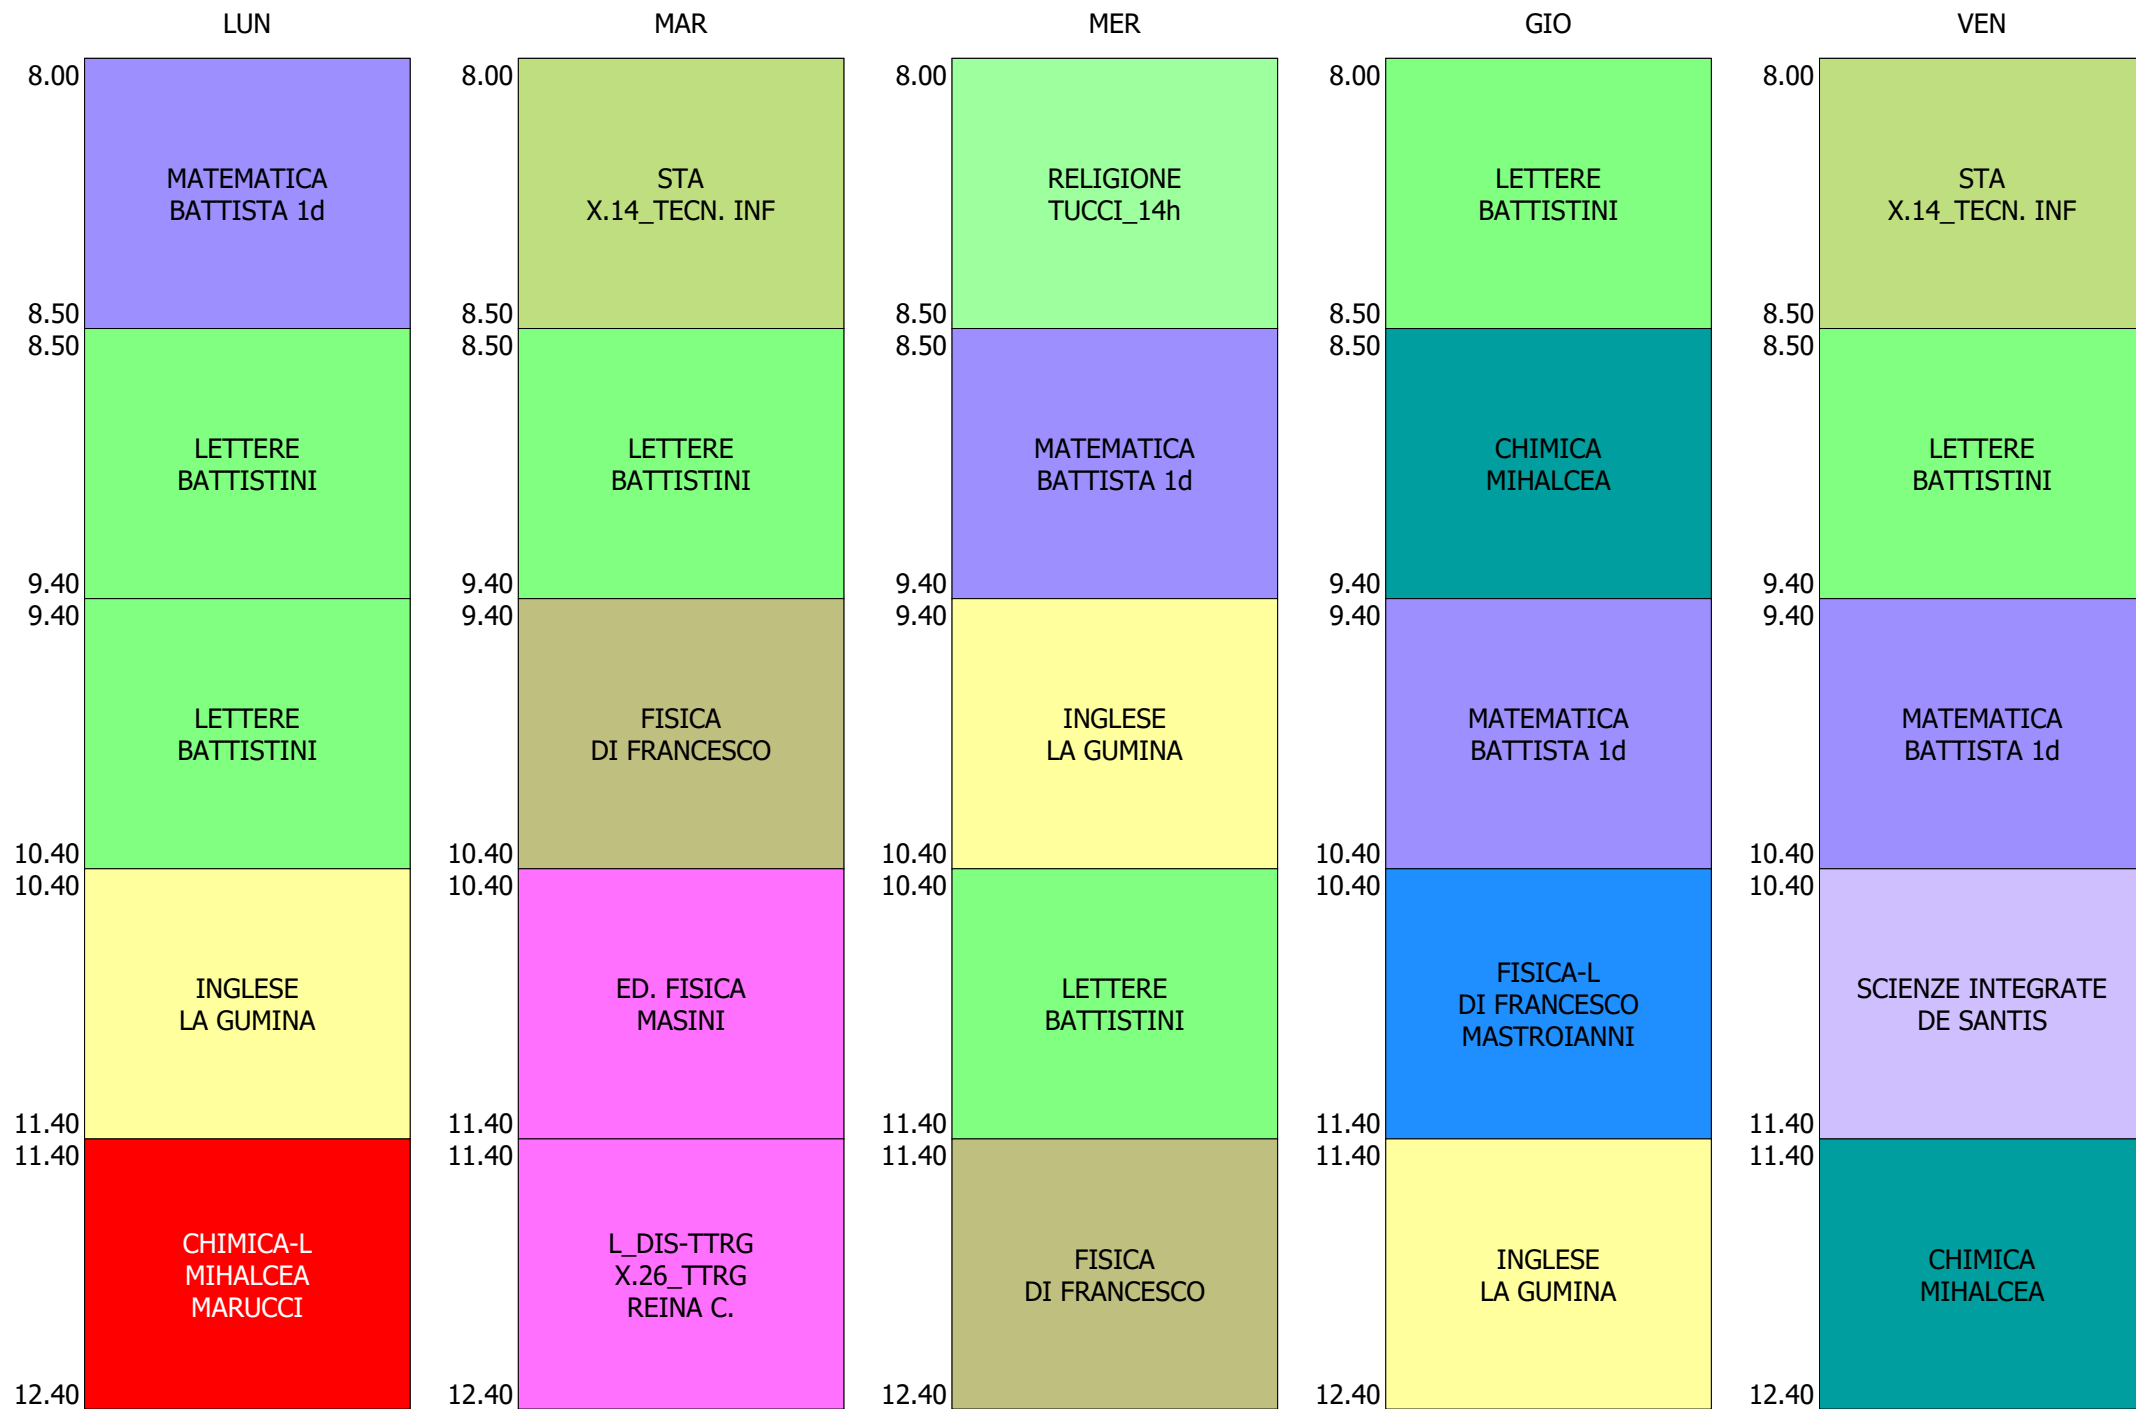 LUN
MAR
MER
GIO
VEN
8.00
MATEMATICA
BATTISTA 1d
8.50
8.00
STA
X.14_TECN. INF
8.50
8.00
RELIGIONE
TUCCI_14h
8.50
8.00
LETTERE
BATTISTINI
8.50
8.00
STA
X.14_TECN. INF
8.50
8.50
LETTERE
BATTISTINI
9.40
8.50
LETTERE
BATTISTINI
9.40
8.50
MATEMATICA
BATTISTA 1d
9.40
8.50
CHIMICA
MIHALCEA
9.40
8.50
LETTERE
BATTISTINI
9.40
9.40
LETTERE
BATTISTINI
10.40
9.40
FISICA
DI FRANCESCO
10.40
9.40
INGLESE
LA GUMINA
10.40
9.40
MATEMATICA
BATTISTA 1d
10.40
9.40
MATEMATICA
BATTISTA 1d
10.40
10.40
INGLESE
LA GUMINA
11.40
10.40
ED. FISICA
MASINI
11.40
10.40
LETTERE
BATTISTINI
11.40
10.40
FISICA-L
DI FRANCESCO
MASTROIANNI
11.40
10.40
SCIENZE INTEGRATE
DE SANTIS
11.40
11.40
CHIMICA-L
MIHALCEA
MARUCCI
12.40
11.40
L_DIS-TTRG
X.26_TTRG
REINA C.
12.40
11.40
FISICA
DI FRANCESCO
12.40
11.40
INGLESE
LA GUMINA
12.40
11.40
CHIMICA
MIHALCEA
12.40